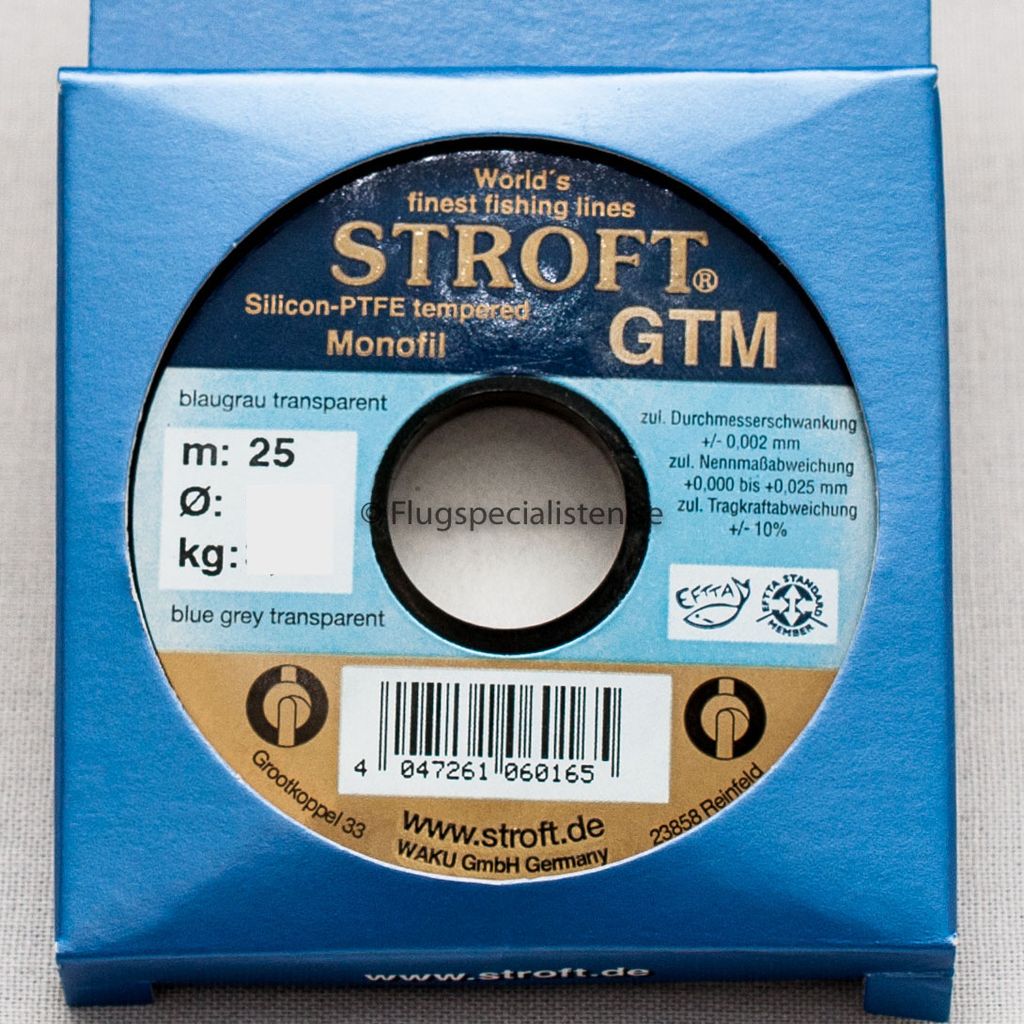 World´s
finest fishing lines
STROFT®
Silicon-PTFE tempered
Monofil
GTM
blaugrau transparent
m: 25
Ø:
kg:
blue grey transparent
zul. Durchmesserschwankung
+/- 0,002 mm
zul. Nennmaßabweichung
+0,000 bis +0,025 mm
zul. Tragkraftabweichung
+/- 10%
© Flugspecialisten
EFTTA
EFTTA STANDARD
MEMBER
4 047261 060165
Grootkoppel 33
www.stroft.de
WAKU GmbH Germany
23858 Reinfeld
www.stroft.de